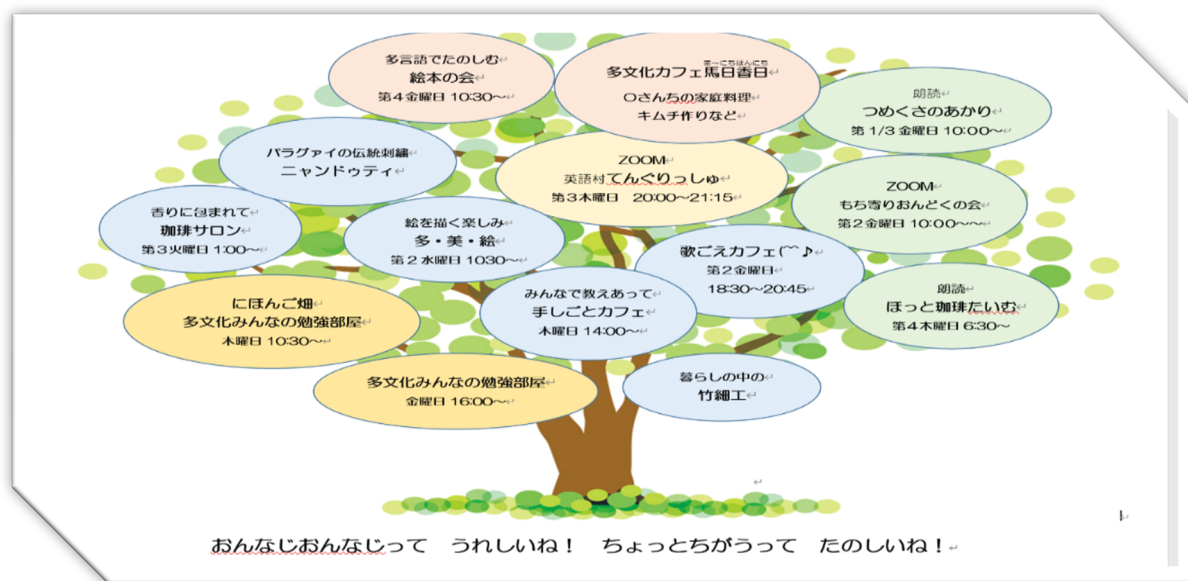 多言語でたのしむ
絵本の会
第4金曜日 10:30～
まーにちほんにち
多文化カフェ馬日香日
〇さんちの家庭料理
キムチ作りなど
朗読
つめくさのあかり
第 1/3 金曜日 10:00～
パラグァイの伝統刺繍
ニャンドゥティ
ZOOM
英語村てんぐりっしゅ
第3木曜日 20:00～21:15
ZOOM
もち寄りおんどくの会
第2金曜日 10:00～
香りに包まれて
珈琲サロン
第3火曜日 1:00～
絵を描く楽しみ
多・美・絵
第2水曜日 1030～
歌ごえカフェ(⌒♪
第2金曜日
18:30～20:45
にほんご畑
多文化みんなの勉強部屋
木曜日 10:30～
みんなで教えあって
手しごとカフェ
木曜日 14:00～
朗読
ほっと珈琲たいむ
第4木曜日 6:30～
多文化みんなの勉強部屋
金曜日 16:00～
暮らしの中の
竹細工
おんなじおんなじって うれしいね！ ちょっとちがうって たのしいね！